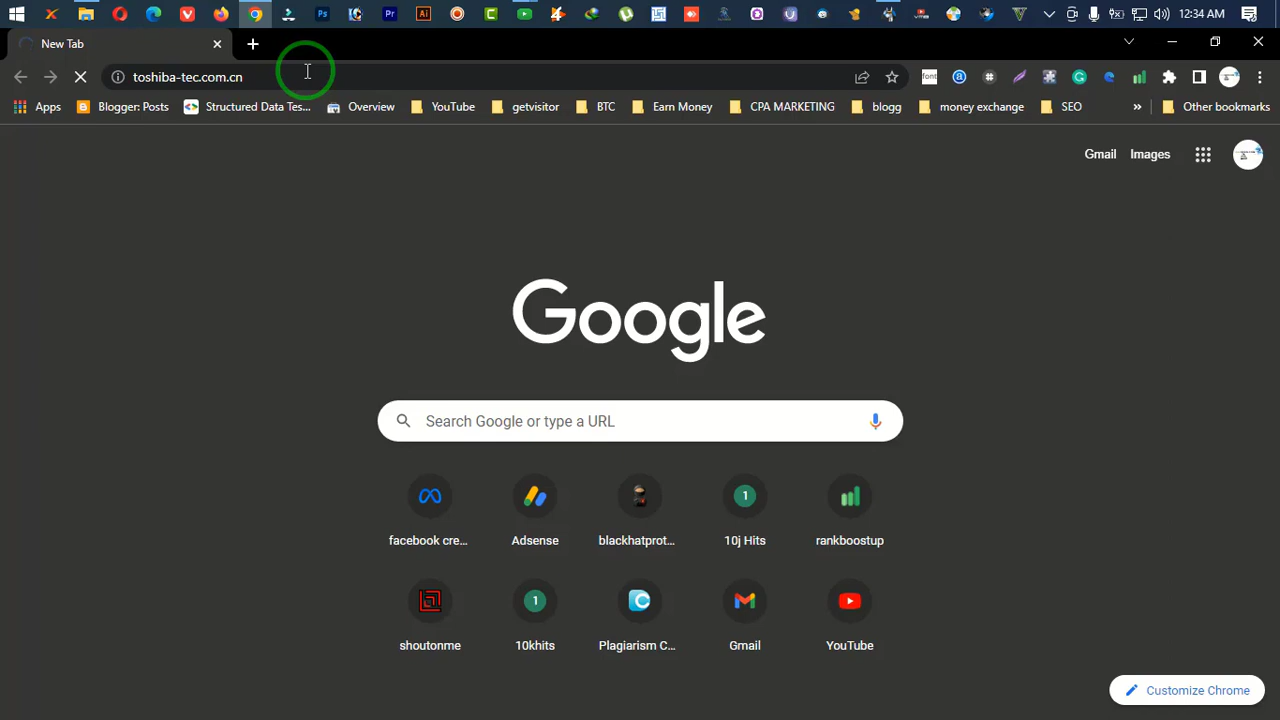 12:34 AM
New Tab
toshiba-tec.com.cn
Apps Blogger: Posts Structured Data Tes... Overview YouTube getvisitor BTC Earn Money CPA MARKETING blogg money exchange SEO » Other bookmarks
Gmail Images
Google
Search Google or type a URL
facebook cre... Adsense blackhatprot... 10j Hits rankboostup
shoutonme 10khits Plagiarism C... Gmail YouTube
Customize Chrome